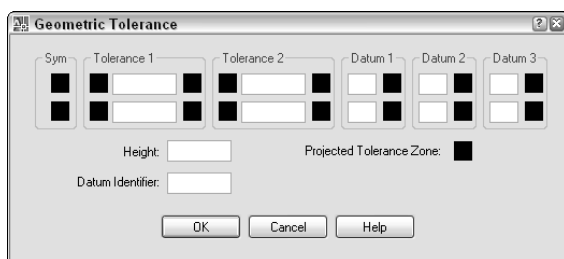 Geometric Tolerance
Sym Tolerance 1 Tolerance 2 Datum 1 Datum 2 Datum 3
Height: Projected Tolerance Zone:
Datum Identifier:
OK Cancel Help